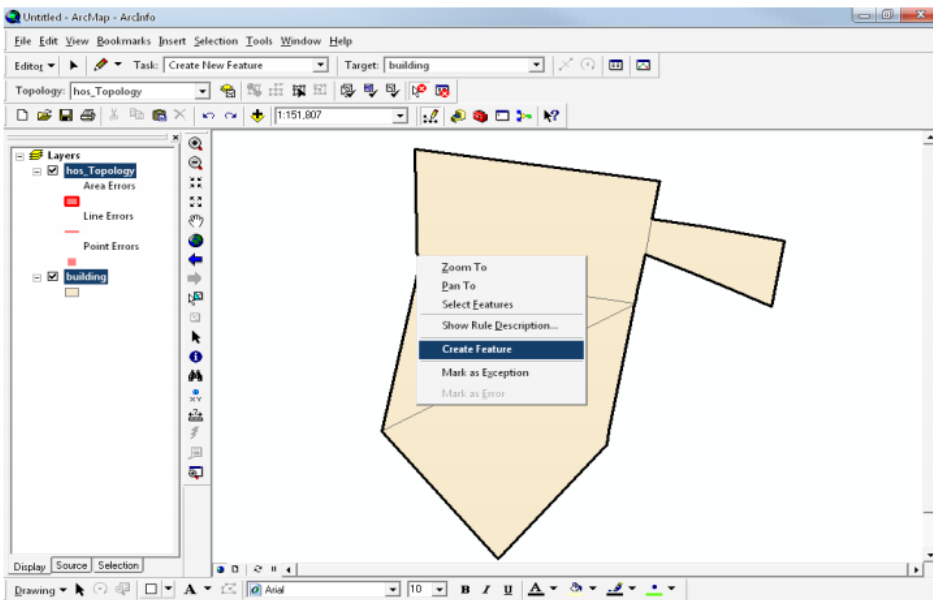 Untitled - ArcMap - ArcInfo
File Edit View Bookmarks Insert Selection Tools Window Help
Editor Task: Create New Feature Target: building
Topology: hos_Topology
1:151,807
Layers
hos_Topology
Area Errors
Line Errors
Point Errors
building
Zoom To
Pan To
Select Features
Show Rule Description...
Create Feature
Mark as Exception
Mark as Error
Display Source Selection
Drawing A Arial 10 B I U A